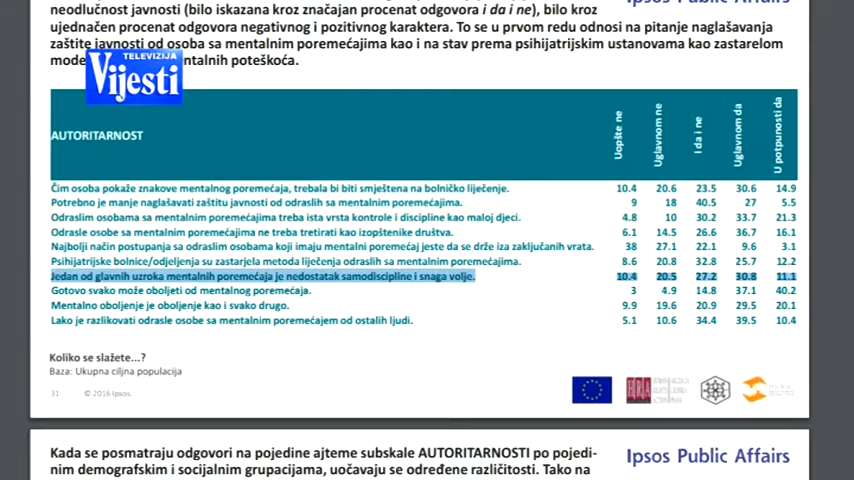 neodlučnost javnosti (bilo iskazana kroz značajan procenat odgovora i da i ne), bilo kroz
Ipsos Public Affairs
ujednačen procenat odgovora negativnog i pozitivnog karaktera. To se u prvom redu odnosi na pitanje naglašavanja
zaštite javnosti od osoba sa mentalnim poremećajima kao i na stav prema psihijatrijskim ustanovama kao zastarelom
mentalnih poteškoća.
TELEVIZIJA
Vijesti
AUTORITARNOST
Uopšte ne
Uglavnom ne
I da i ne
Uglavnom da
U potpunosti da
Čim osoba pokaže znakove mentalnog poremećaja, trebala bi biti smještena na bolničko liječenje. 10.4 20.6 23.5 30.6 14.9
Potrebno je manje naglašavati zaštitu javnosti od odraslih sa mentalnim poremećajima. 9 18 40.5 27 5.5
Odraslim osobama sa mentalnim poremećajima treba ista vrsta kontrole i discipline kao maloj djeci. 4.8 10 30.2 33.7 21.3
Odrasle osobe sa mentalnim poremećajima ne treba tretirati kao izopštenike društva. 6.1 14.5 26.6 36.7 16.1
Najbolji način postupanja sa odraslim osobama koji imaju mentalni poremećaj jeste da se drže iza zaključanih vrata. 38 27.1 22.1 9.6 3.1
Psihijatrijske bolnice/odjeljenja su zastarjela metoda liječenja odraslih sa mentalnim poremećajima. 8.6 20.8 32.8 25.7 12.2
Jedan od glavnih uzroka mentalnih poremećaja je nedostatak samodiscipline i snaga volje. 10.4 20.5 27.2 30.8 11.1
Gotovo svako može oboljeti od mentalnog poremećaja. 3 4.9 14.8 37.1 40.2
Mentalno oboljenje je oboljenje kao i svako drugo. 9.9 19.6 20.9 29.5 20.1
Lako je razlikovati odrasle osobe sa mentalnim poremećajem od ostalih ljudi. 5.1 10.6 34.4 39.5 10.4
Koliko se slažete...?
Baza: Ukupna ciljna populacija
31 © 2016 Ipsos.
HRA
Kada se posmatraju odgovori na pojedine ajteme subskale AUTORITARNOSTI po pojedi-
Ipsos Public Affairs
nim demografskim i socijalnim grupacijama, uočavaju se određene različitosti. Tako na